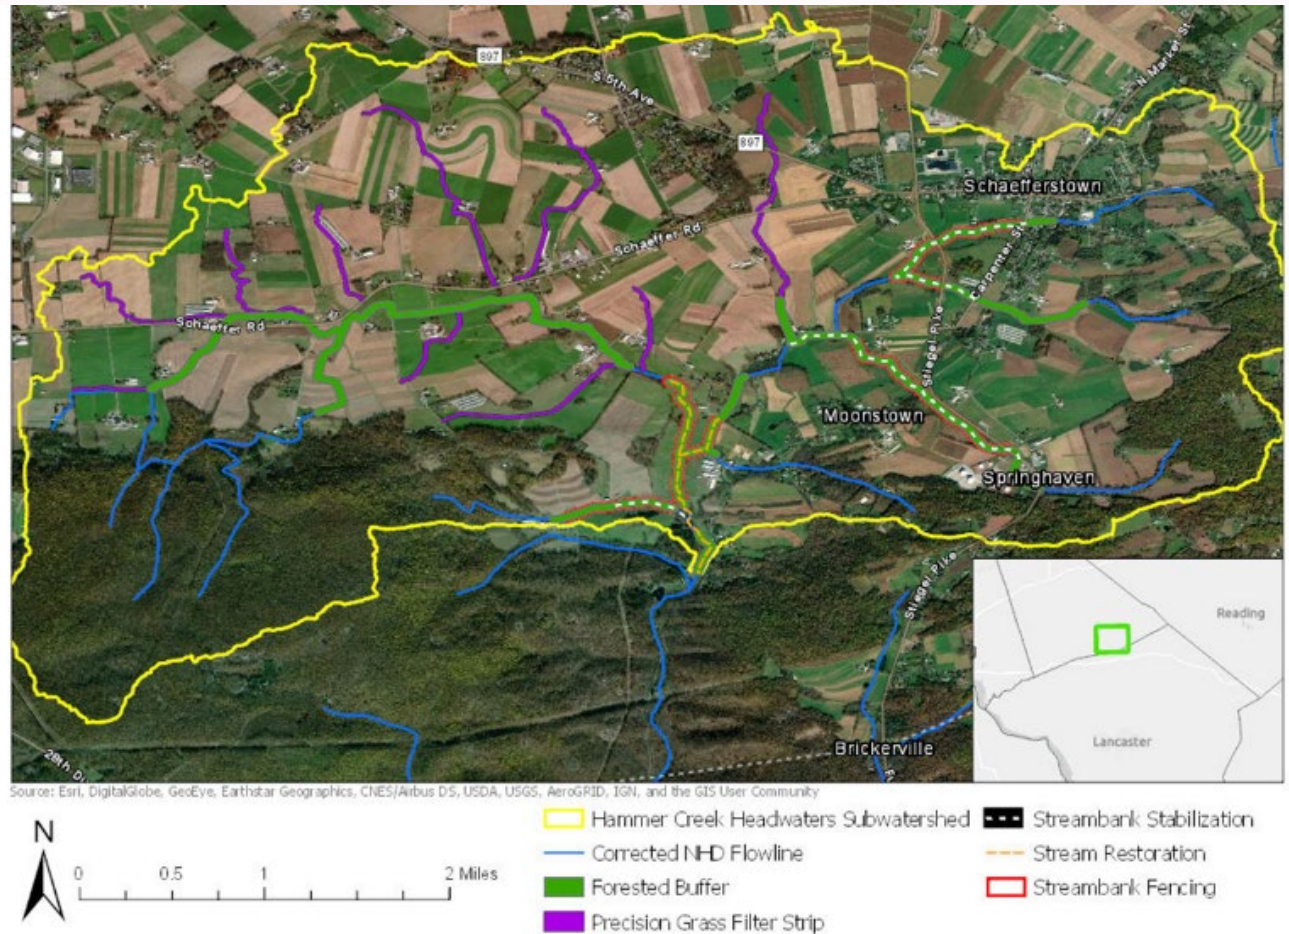 897
S 5th Ave
N Market St
897
Schaefferstown
Schaeffer Rd
Carpenter St
Schaeffer Rd
Stiegel Pike
Moonstown
Springhaven
Stiegel Pike
Reading
Lancaster
Brickerville
28th Di
Source: Esri, DigitalGlobe, GeoEye, Earthstar Geographics, CNES/Airbus DS, USDA, USGS, AeroGRID, IGN, and the GIS User Community
N
0 0.5 1 2 Miles
Hammer Creek Headwaters Subwatershed
Corrected NHD Flowline
Forested Buffer
Precision Grass Filter Strip
Streambank Stabilization
Stream Restoration
Streambank Fencing